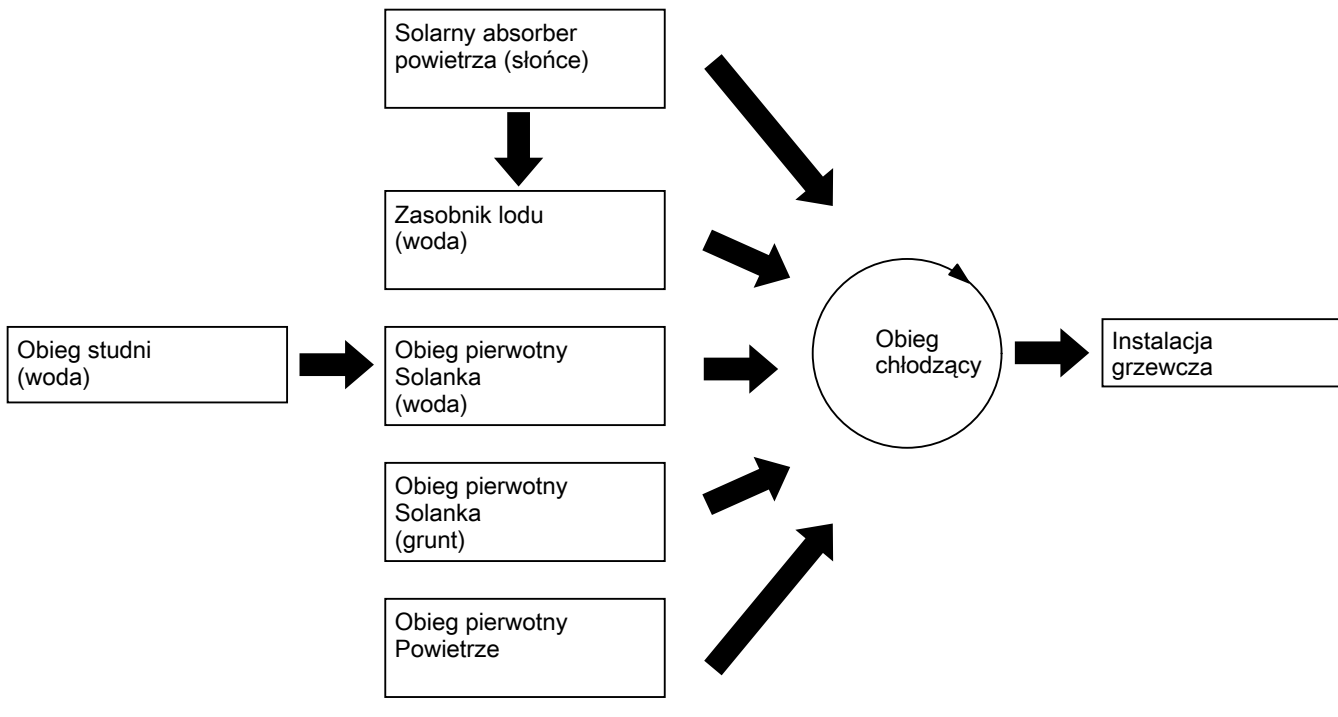 Solarny absorber
powietrza (słońce)
Zasobnik lodu
(woda)
Obieg studni
(woda)
Obieg pierwotny
Solanka
(woda)
Obieg
chłodzący
Instalacja
grzewcza
Obieg pierwotny
Solanka
(grunt)
Obieg pierwotny
Powietrze